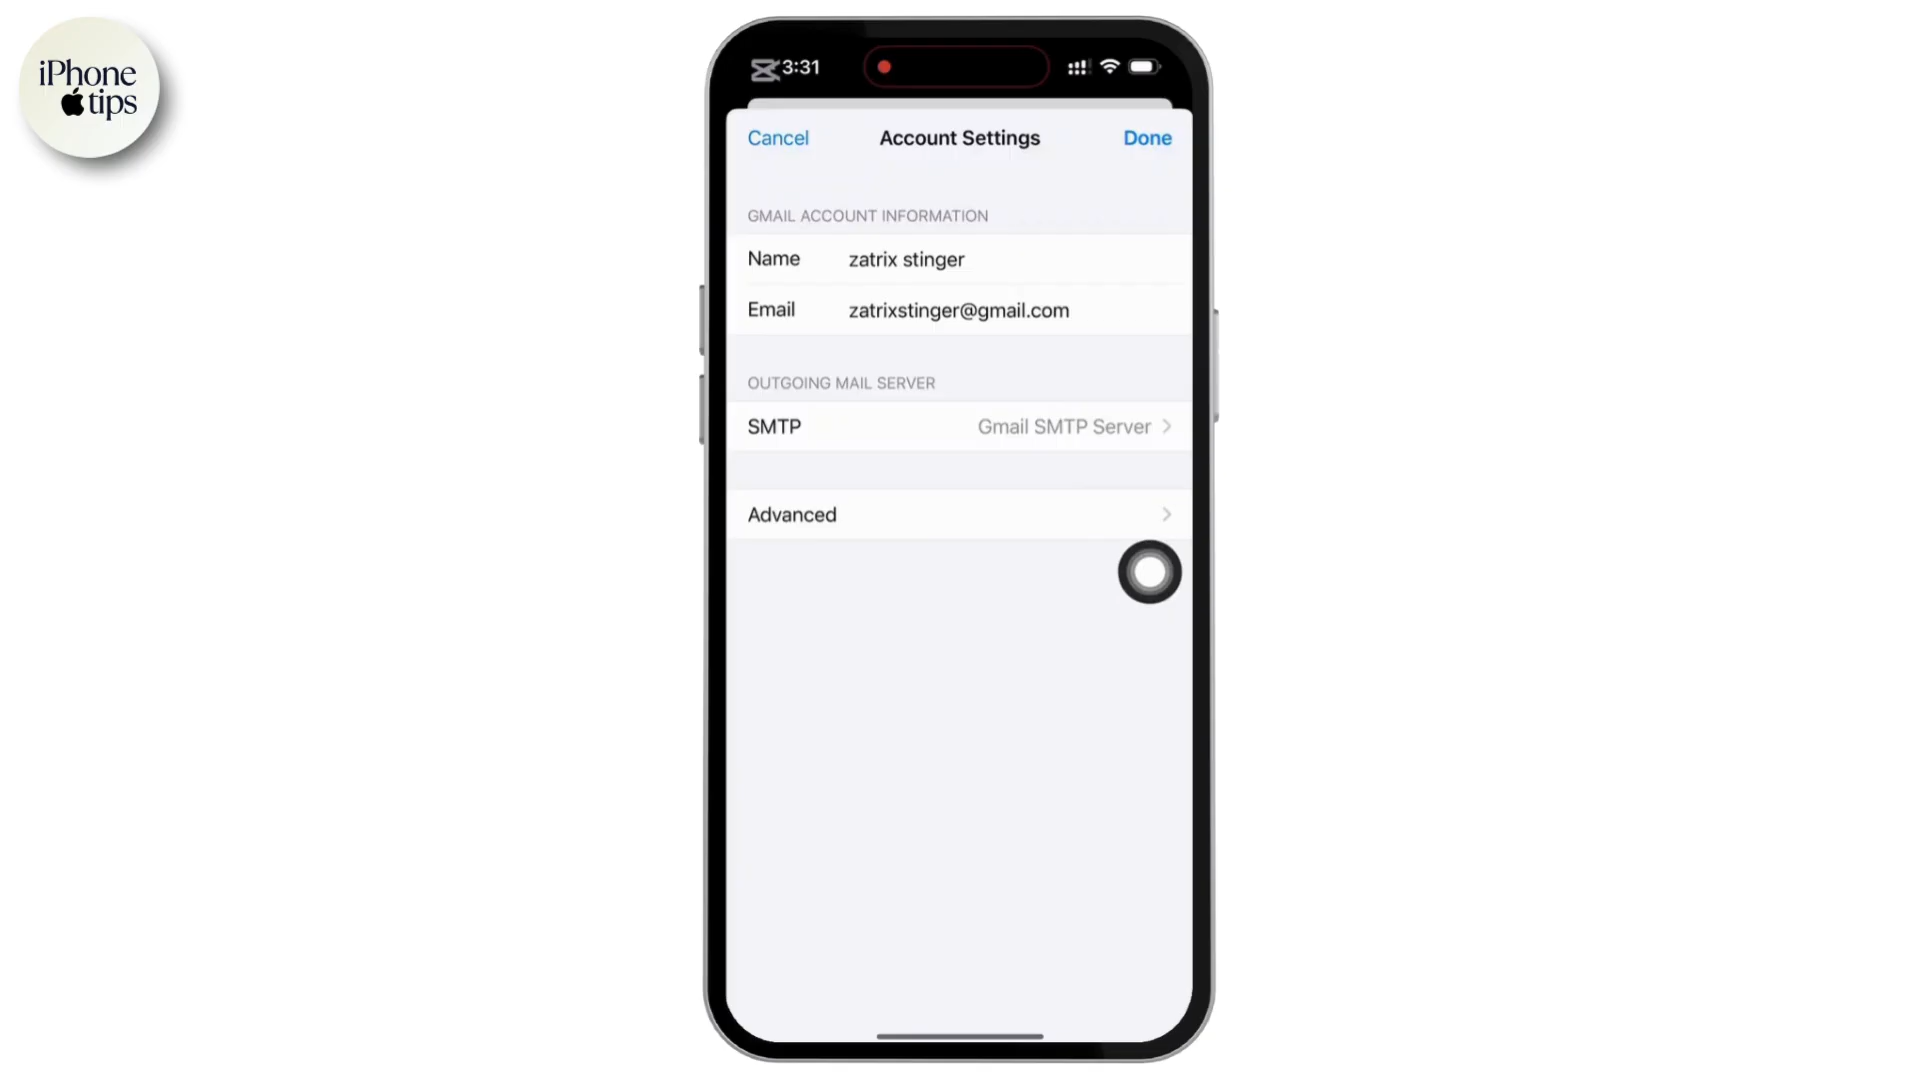 iPhone
tips
3:31
Cancel
Account Settings
Done
GMAIL ACCOUNT INFORMATION
Name
zatrix stinger
Email
zatrixstinger@gmail.com
OUTGOING MAIL SERVER
SMTP
Gmail SMTP Server
Advanced